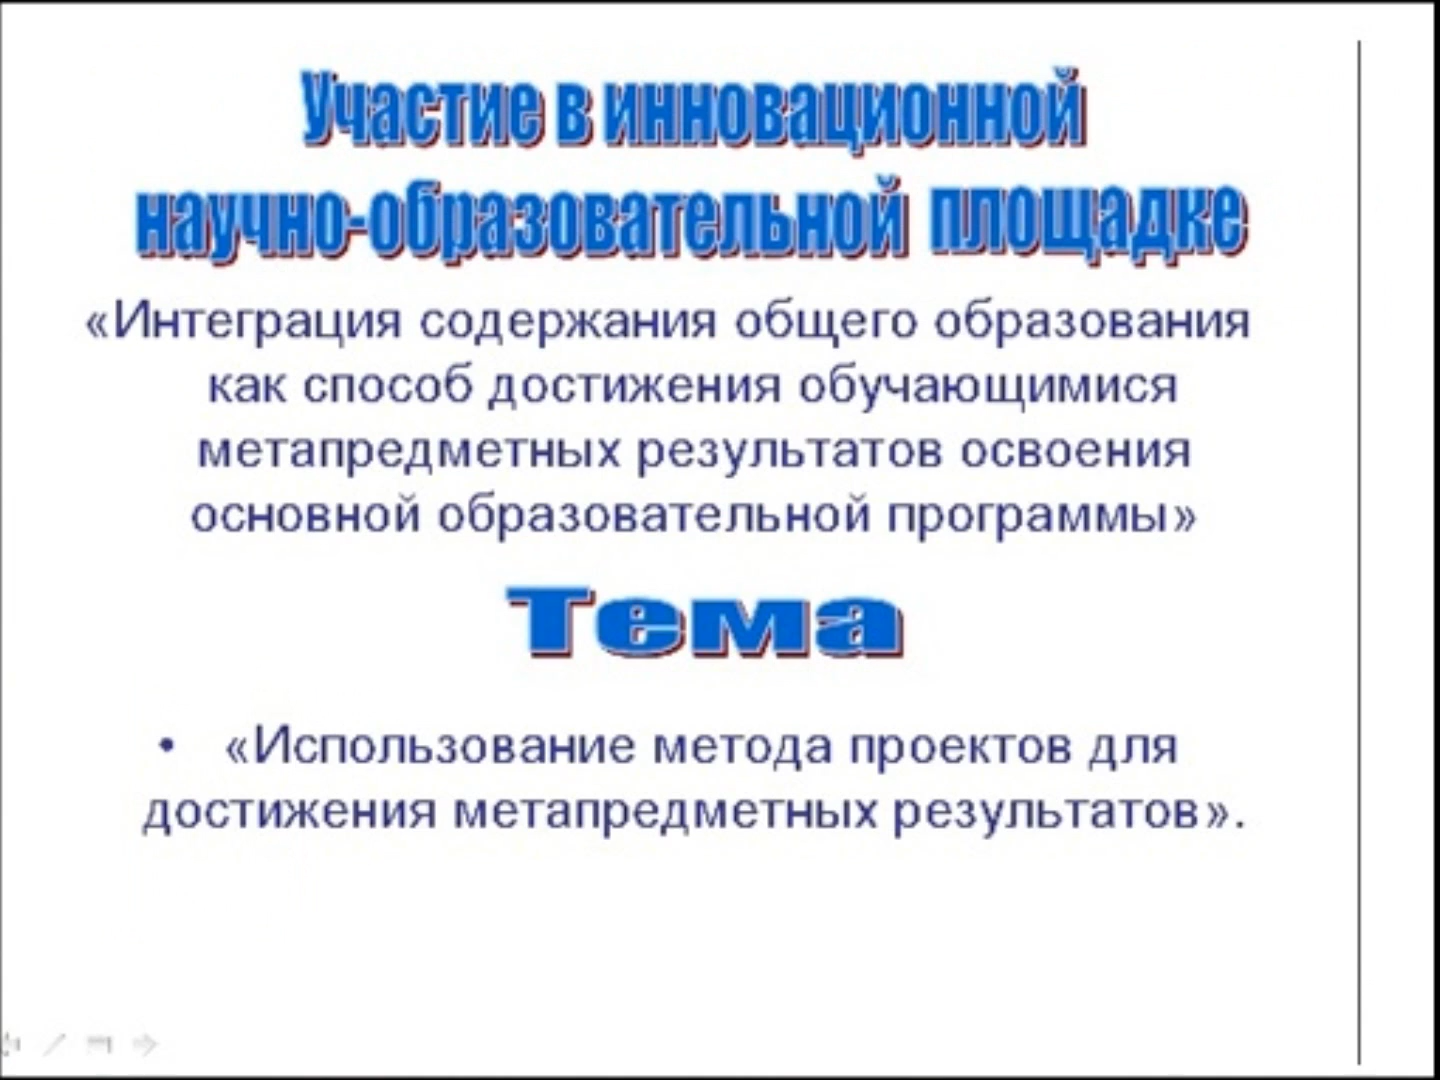 Участие в инновационной
научно-образовательной площадке
«Интеграция содержания общего образования
как способ достижения обучающимися
метапредметных результатов освоения
основной образовательной программы»
Тема
• «Использование метода проектов для
достижения метапредметных результатов».